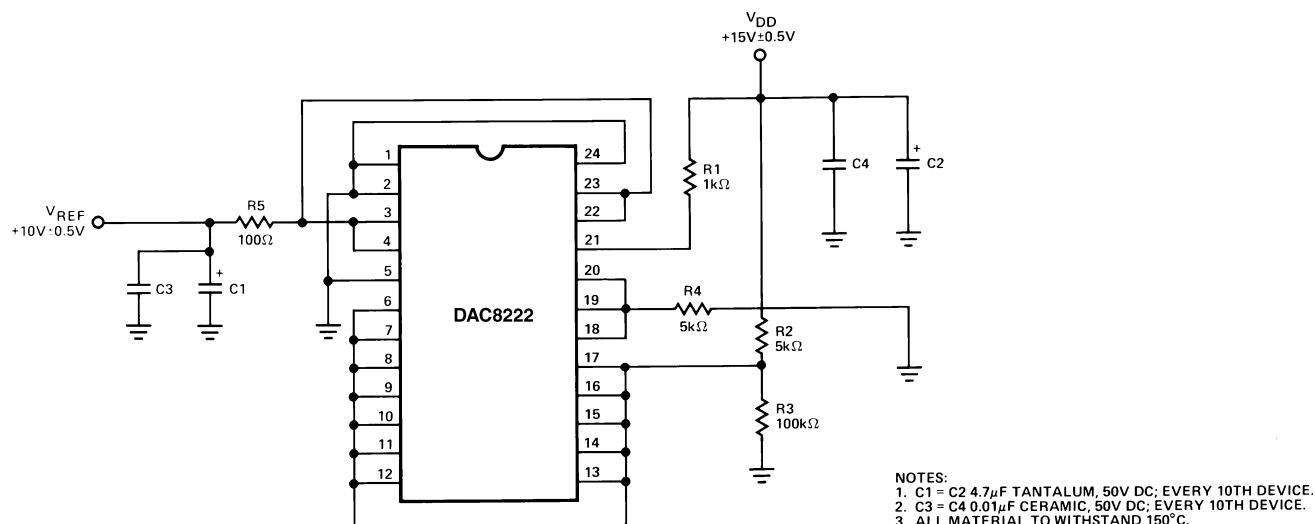 V_DD
+15V±0.5V
V_REF
+10V±0.5V
R5
100Ω
C3
+
C1
1
2
3
4
5
6
7
8
9
10
11
12
DAC8222
24
23
22
21
20
19
18
17
16
15
14
13
R1
1kΩ
C4
+
C2
R4
5kΩ
R2
5kΩ
R3
100kΩ
NOTES:
1. C1 = C2 4.7μF TANTALUM, 50V DC; EVERY 10TH DEVICE.
2. C3 = C4 0.01μF CERAMIC, 50V DC; EVERY 10TH DEVICE.
3. ALL MATERIAL TO WITHSTAND 150°C.